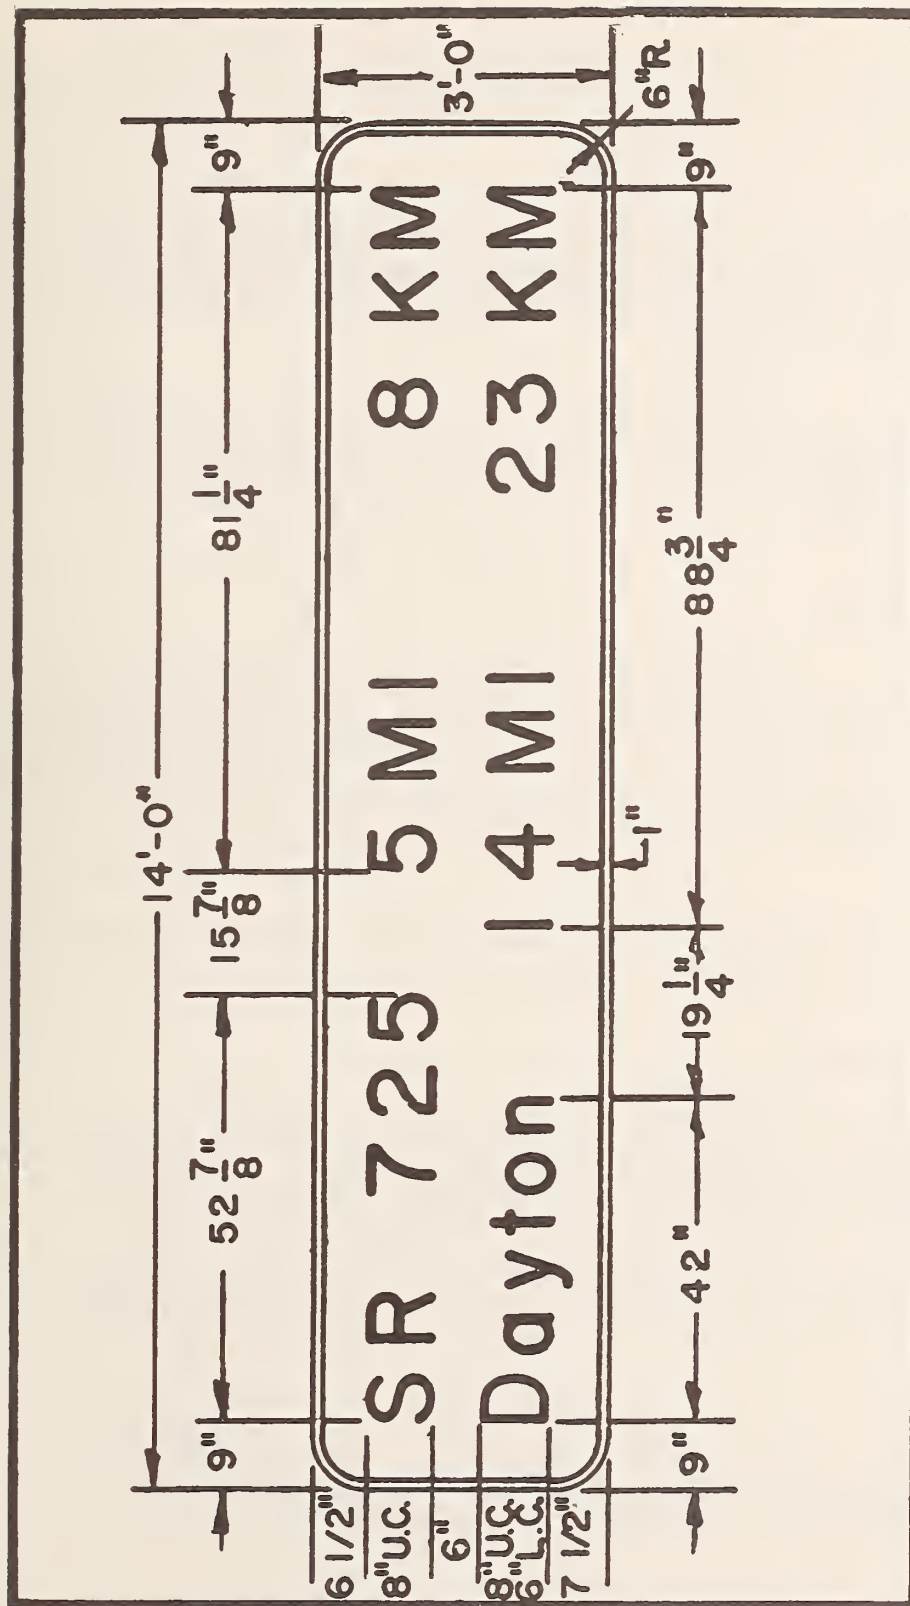 14'-0"
9" 52 7/8" 15 7/8" 81 1/4" 9"
6 1/2"
8" U.C.
6"
8" U.C.
6" L.C.
7 1/2"
SR 725 5 MI 8 KM
Dayton 14 MI 23 KM
3'-0"
6"R.
1"
9" 42" 19 1/4" 88 3/4" 9"